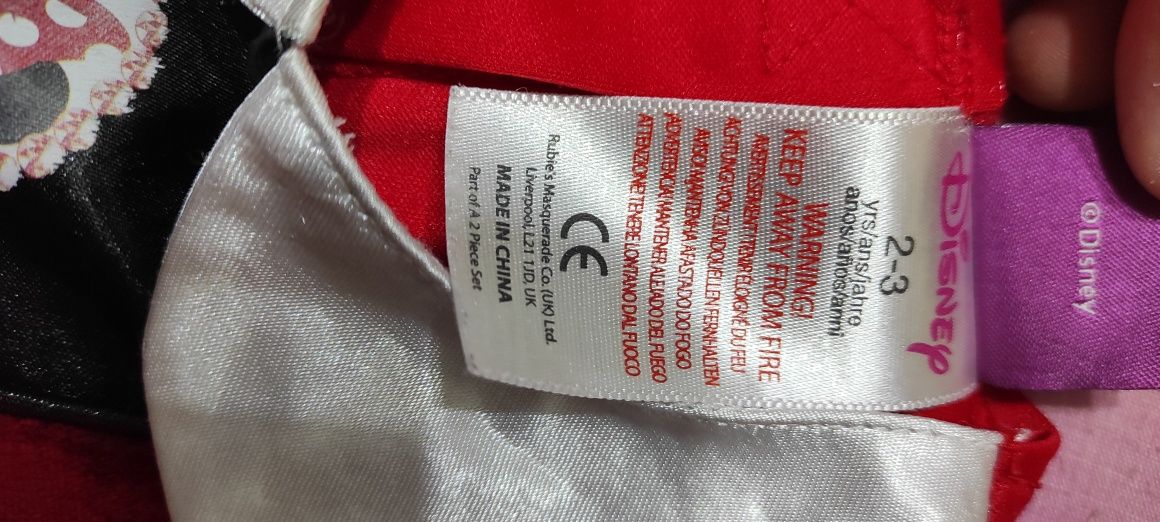 © Disney
Disney
2-3
yrs/ans/Jahre
anos/años/anni
WARNING!
KEEP AWAY FROM FIRE
AVERTISSEMENT! TENIR ÉLOIGNÉ DU FEU
ACHTUNG! VON ZÜNDQUELLEN FERNHALTEN
AVISO! MANTENHA AFASTADO DO FOGO
¡ADVERTENCIA! MANTENER ALEJADO DEL FUEGO
ATTENZIONE! TENERE LONTANO DAL FUOCO
CE
Rubie's Masquerade Co. (UK) Ltd.
Liverpool, L21 1JD, UK
MADE IN CHINA
Part of A 2 Piece Set